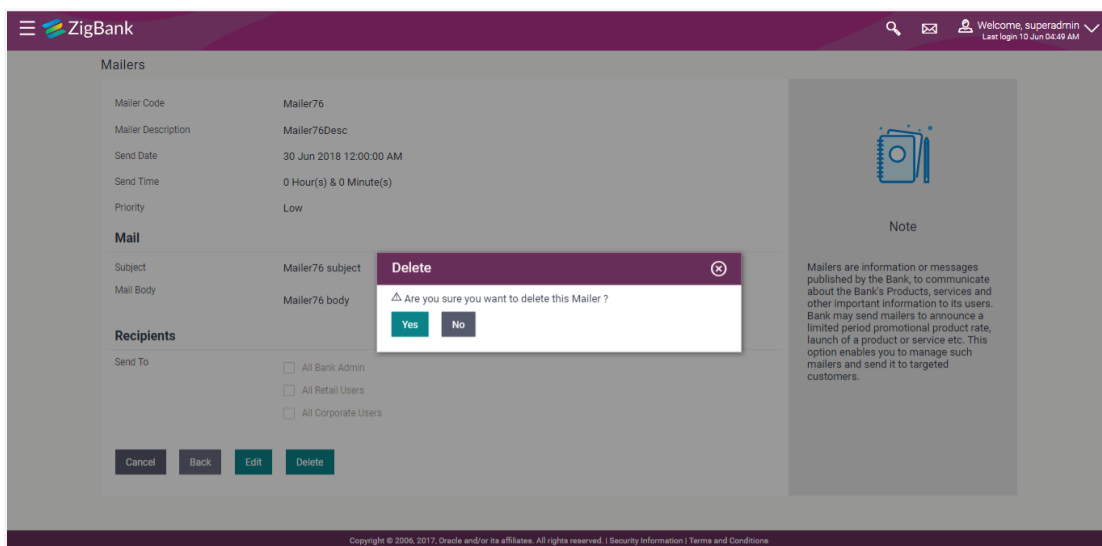 ZigBank
Welcome, superadmin
Last login 10 Jun 04:49 AM
Mailers
Mailer Code Mailer76
Mailer Description Mailer76Desc
Send Date 30 Jun 2018 12:00:00 AM
Send Time 0 Hour(s) & 0 Minute(s)
Priority Low
Mail
Subject Mailer76 subject
Mail Body Mailer76 body
Recipients
Send To All Bank Admin
All Retail Users
All Corporate Users
Cancel Back Edit Delete
Delete
Are you sure you want to delete this Mailer ?
Yes No
Note
Mailers are information or messages
published by the Bank, to communicate
about the Bank's Products, services and
other important information to its users.
Bank may send mailers to announce a
limited period promotional product rate,
launch of a product or service etc. This
option enables you to manage such
mailers and send it to targeted
customers.
Copyright © 2006, 2017, Oracle and/or its affiliates. All rights reserved. | Security Information | Terms and Conditions